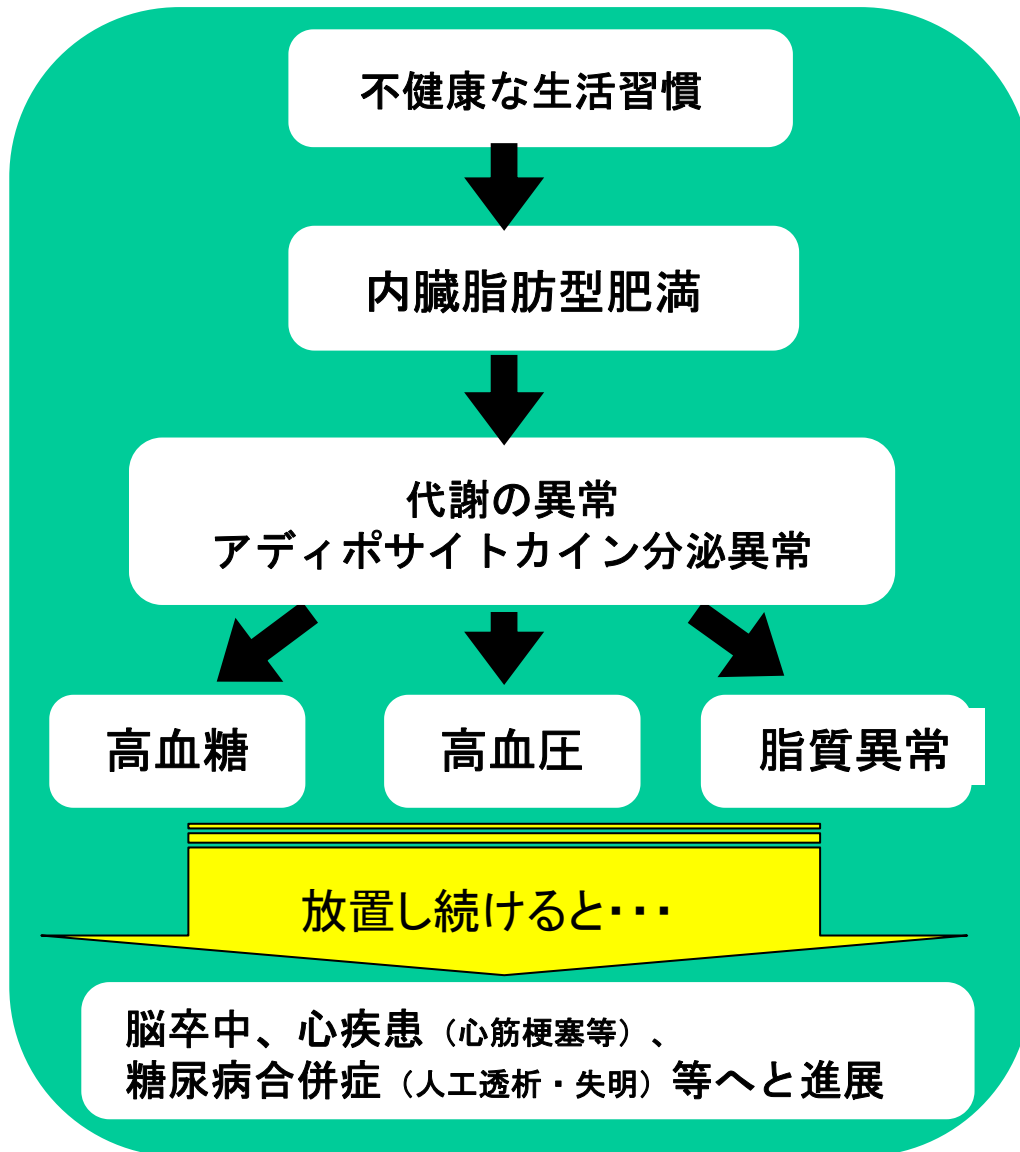 不健康な生活習慣
内臓脂肪型肥満
代謝の異常
アディポサイトカイン分泌異常
高血糖
高血圧
脂質異常
放置し続けると・・・
脳卒中、心疾患（心筋梗塞等）、
糖尿病合併症（人工透析・失明）等へと進展